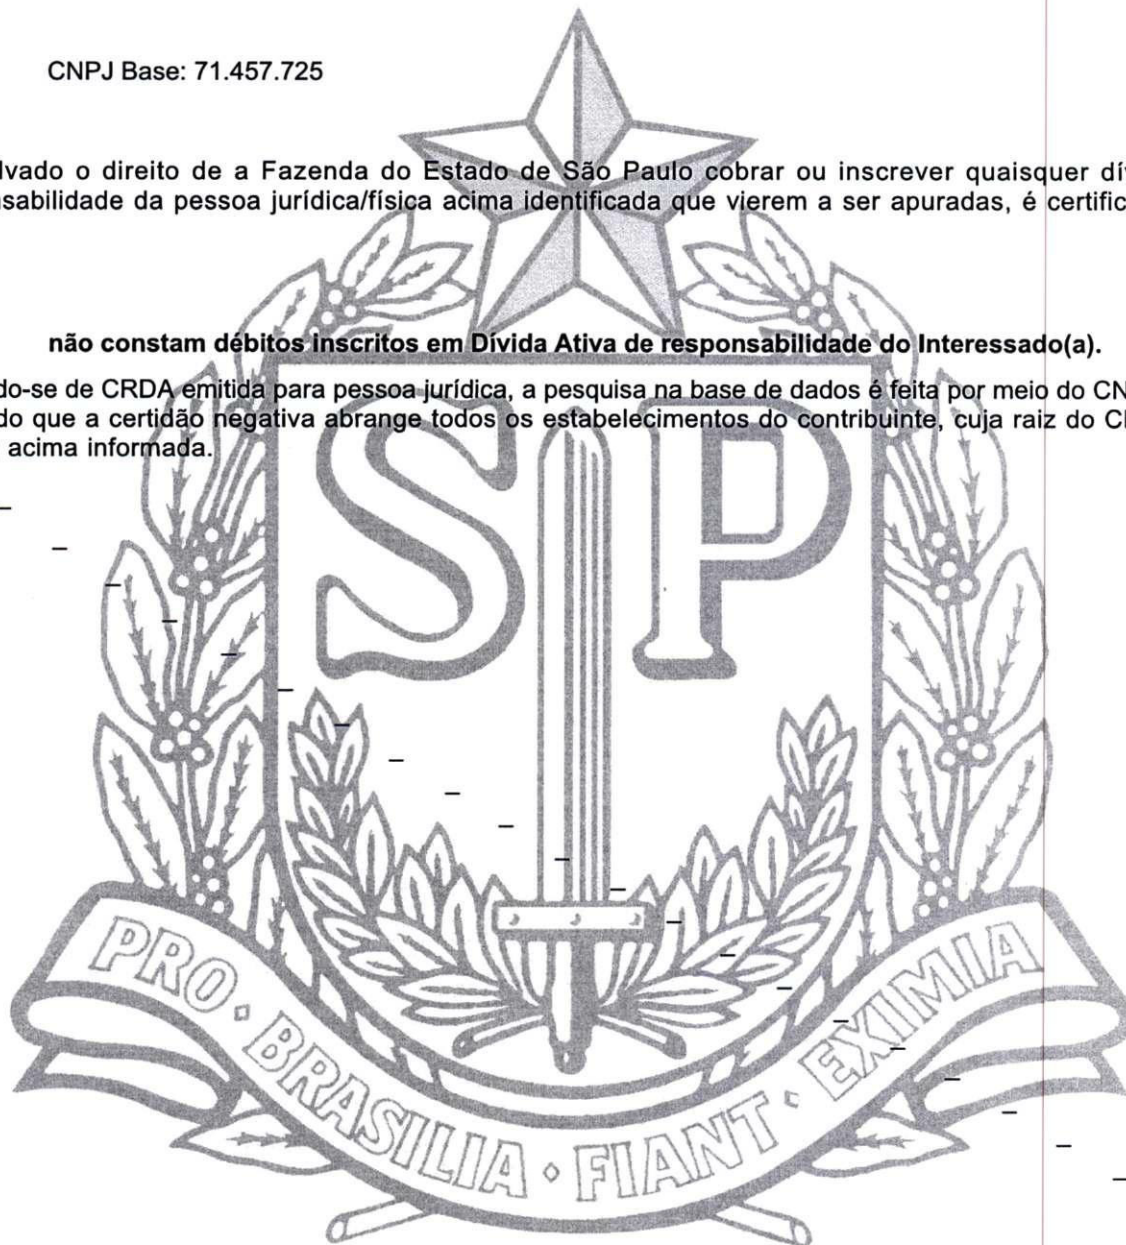 CNPJ Base: 71.457.725
lvado o direito de a Fazenda do Estado de São Paulo cobrar ou inscrever quaisquer dív
nsabilidade da pessoa jurídica/física acima identificada que vierem a ser apuradas, é certific
não constam débitos inscritos em Dívida Ativa de responsabilidade do Interessado(a).
do-se de CRDA emitida para pessoa jurídica, a pesquisa na base de dados é feita por meio do CN
do que a certidão negativa abrange todos os estabelecimentos do contribuinte, cuja raiz do C
acima informada.
SP
PRO · BRASILIA · FIANT · EXIMIA